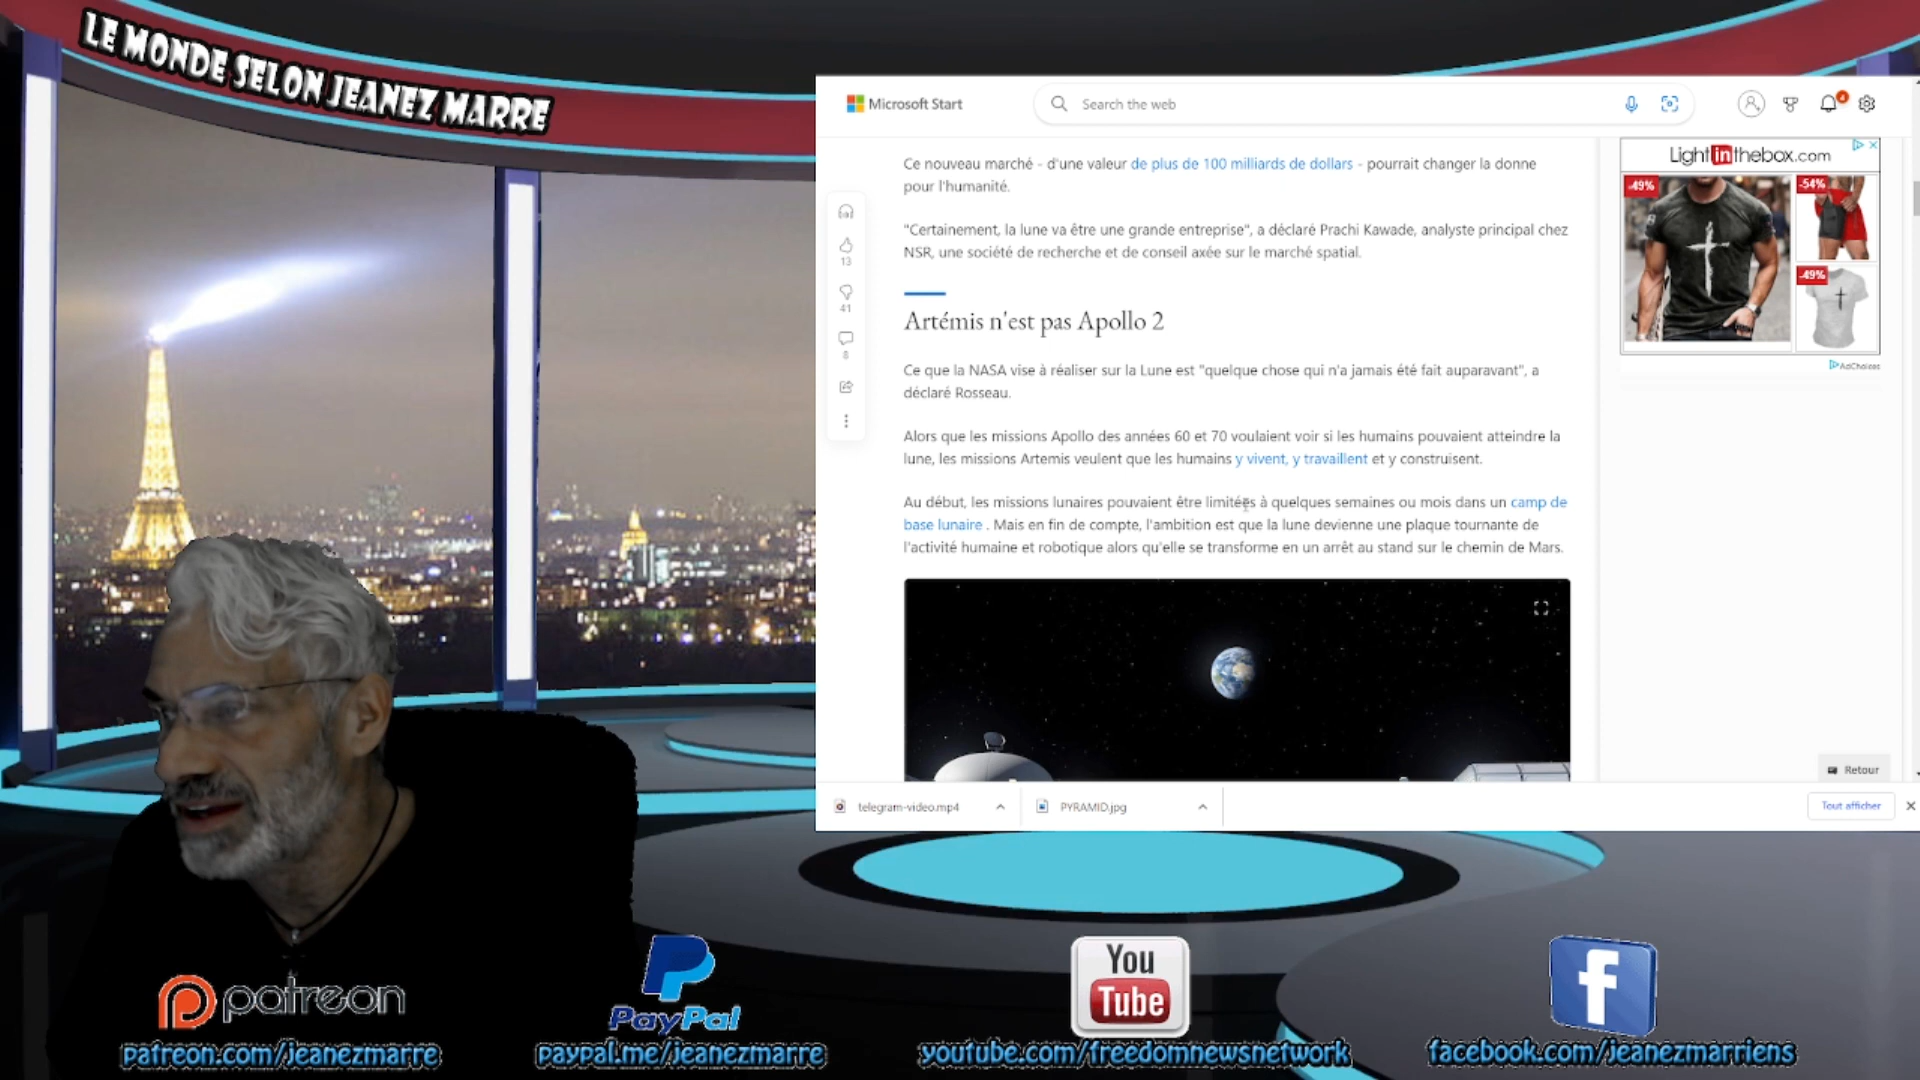 LE MONDE SELON JEANEZ MARRE
Microsoft Start
Search the web
4
Ce nouveau marché - d'une valeur de plus de 100 milliards de dollars - pourrait changer la donne
pour l'humanité.
"Certainement, la lune va être une grande entreprise", a déclaré Prachi Kawade, analyste principal chez
NSR, une société de recherche et de conseil axée sur le marché spatial.
13
41
8
Artémis n'est pas Apollo 2
Ce que la NASA vise à réaliser sur la Lune est "quelque chose qui n'a jamais été fait auparavant", a
déclaré Rosseau.
Alors que les missions Apollo des années 60 et 70 voulaient voir si les humains pouvaient atteindre la
lune, les missions Artemis veulent que les humains y vivent, y travaillent et y construisent.
Au début, les missions lunaires pouvaient être limitées à quelques semaines ou mois dans un camp de
base lunaire . Mais en fin de compte, l'ambition est que la lune devienne une plaque tournante de
l'activité humaine et robotique alors qu'elle se transforme en un arrêt au stand sur le chemin de Mars.
Lightinthebox.com
-49%
-54%
-49%
AdChoices
Retour
telegram-video.mp4
PYRAMID.jpg
Tout afficher
patreon
PayPal
You
Tube
f
patreon.com/jeanezmarre
paypal.me/jeanezmarre
youtube.com/freedomnewsnetwork
facebook.com/jeanezmarriens